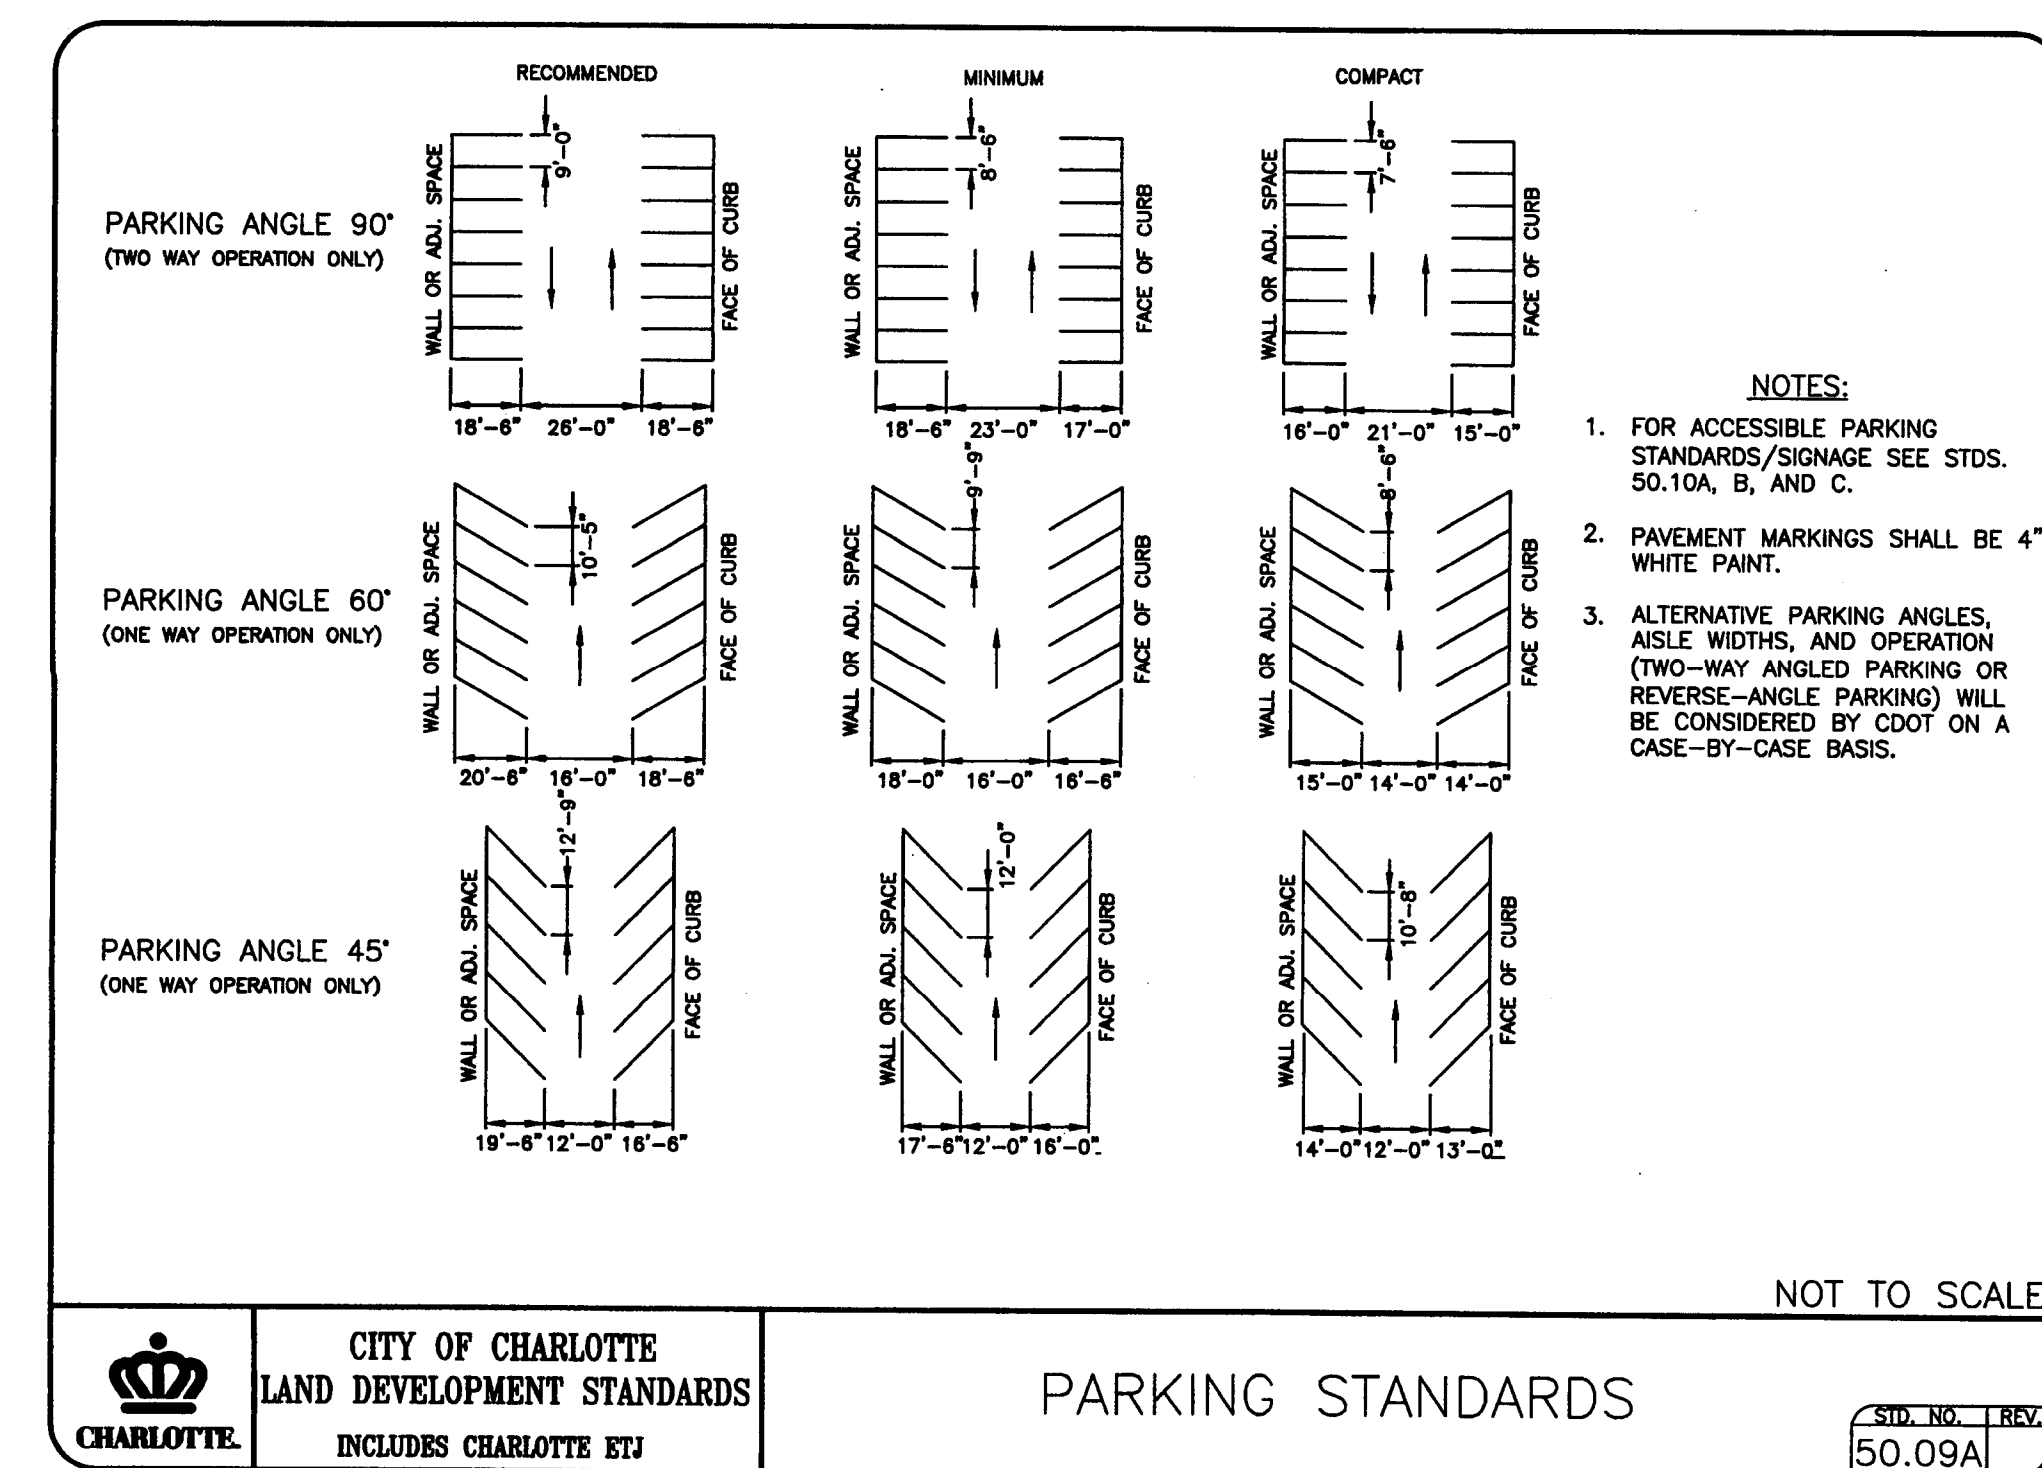 RECOMMENDED
MINIMUM
COMPACT
PARKING ANGLE 90°
(TWO WAY OPERATION ONLY)
WALL OR ADJ. SPACE
9'-0"
FACE OF CURB
18'-6" 26'-0" 18'-6"
WALL OR ADJ. SPACE
8'-6"
FACE OF CURB
18'-6" 23'-0" 17'-0"
WALL OR ADJ. SPACE
7'-6"
FACE OF CURB
16'-0" 21'-0" 15'-0"
PARKING ANGLE 60°
(ONE WAY OPERATION ONLY)
WALL OR ADJ. SPACE
10'-5"
FACE OF CURB
20'-6" 16'-0" 18'-6"
WALL OR ADJ. SPACE
9'-9"
FACE OF CURB
18'-0" 16'-0" 16'-6"
WALL OR ADJ. SPACE
8'-6"
FACE OF CURB
15'-0" 14'-0" 14'-0"
PARKING ANGLE 45°
(ONE WAY OPERATION ONLY)
WALL OR ADJ. SPACE
12'-9"
FACE OF CURB
19'-6" 12'-0" 16'-6"
WALL OR ADJ. SPACE
12'-0"
FACE OF CURB
17'-6" 12'-0" 16'-0"
WALL OR ADJ. SPACE
10'-8"
FACE OF CURB
14'-0" 12'-0" 13'-0"
NOTES:
1. FOR ACCESSIBLE PARKING
STANDARDS/SIGNAGE SEE STDS.
50.10A, B, AND C.
2. PAVEMENT MARKINGS SHALL BE 4"
WHITE PAINT.
3. ALTERNATIVE PARKING ANGLES,
AISLE WIDTHS, AND OPERATION
(TWO-WAY ANGLED PARKING OR
REVERSE-ANGLE PARKING) WILL
BE CONSIDERED BY CDOT ON A
CASE-BY-CASE BASIS.
NOT TO SCALE
CHARLOTTE.
CITY OF CHARLOTTE
LAND DEVELOPMENT STANDARDS
INCLUDES CHARLOTTE ETJ
PARKING STANDARDS
STD. NO. REV.
50.09A